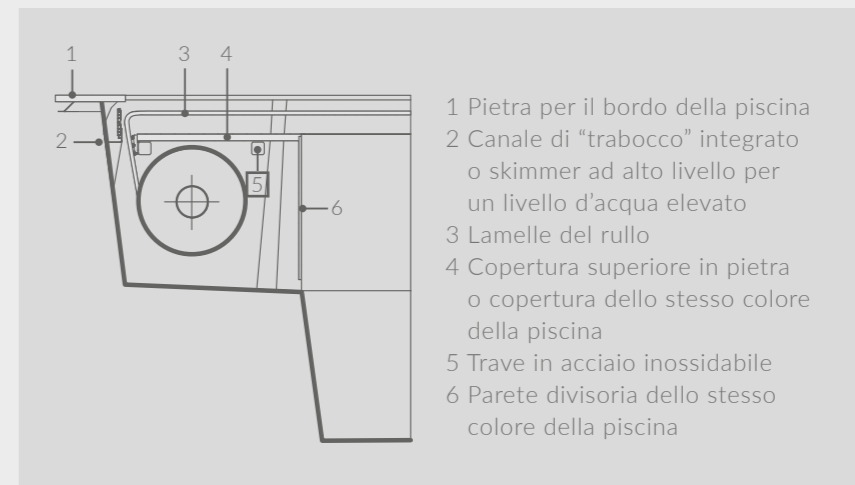 1
3
4
2
5
6
1 Pietra per il bordo della piscina
2 Canale di “trabocco” integrato
o skimmer ad alto livello per
un livello d’acqua elevato
3 Lamelle del rullo
4 Copertura superiore in pietra
o copertura dello stesso colore
della piscina
5 Trave in acciaio inossidabile
6 Parete divisoria dello stesso
colore della piscina